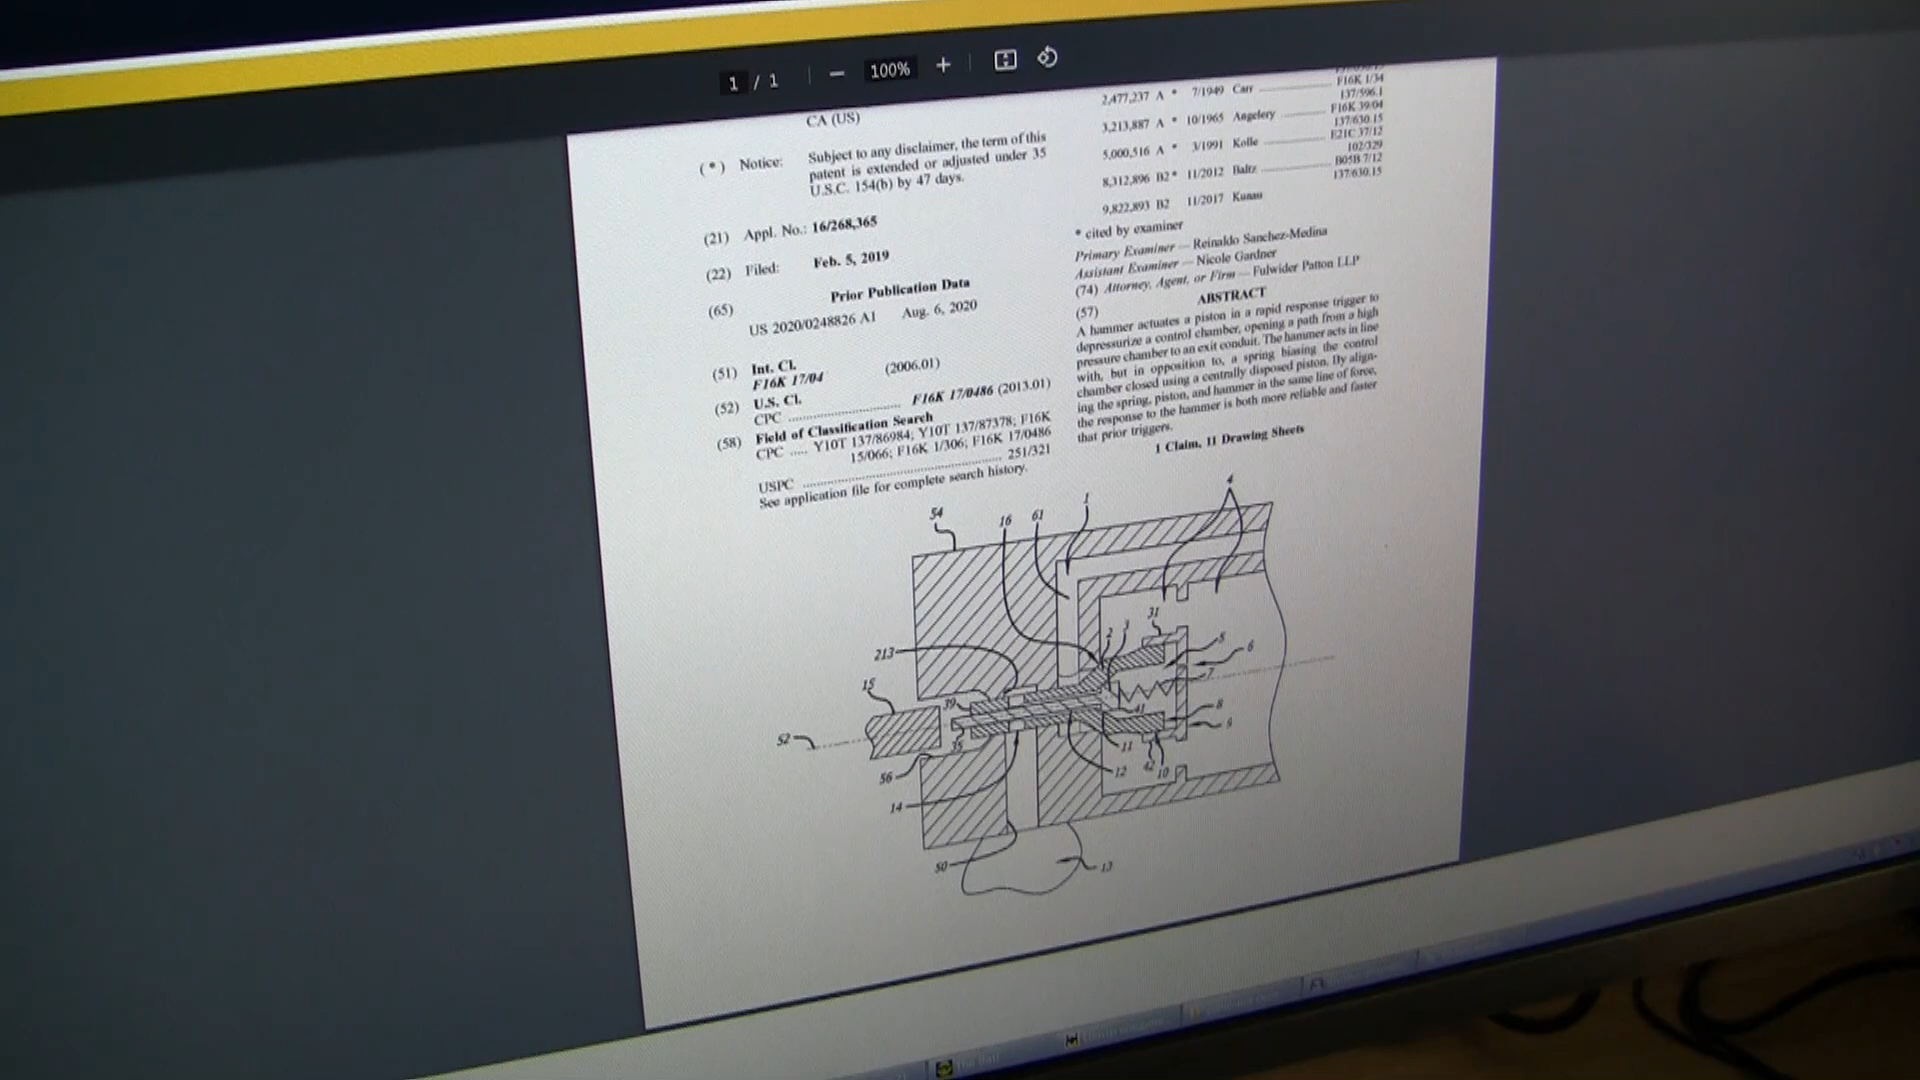 1 / 1 100%
CA (US)
( * ) Notice: Subject to any disclaimer, the term of this
patent is extended or adjusted under 35
U.S.C. 154(b) by 47 days.
(21) Appl. No.: 16/268,365
(22) Filed: Feb. 5, 2019
(65) Prior Publication Data
US 2020/0248826 A1 Aug. 6, 2020
(51) Int. Cl.
F16K 17/04 (2006.01)
(52) U.S. Cl.
CPC .................................... F16K 17/0486 (2013.01)
(58) Field of Classification Search
CPC ..... Y10T 137/86984; Y10T 137/87378; F16K
15/066; F16K 1/306; F16K 17/0486
USPC .................................................. 251/321
See application file for complete search history.
F16K 1/34
2,477,237 A * 7/1949 Carr
137/596.1
F16K 39/04
3,213,887 A * 10/1965 Angelery
137/630.15
E21C 37/12
5,000,516 A * 3/1991 Kolle
102/329
B05B 7/12
8,312,896 B2 * 11/2012 Baltz
137/630.15
9,822,893 B2 11/2017 Kunau
* cited by examiner
Primary Examiner — Reinaldo Sanchez-Medina
Assistant Examiner — Nicole Gardner
(74) Attorney, Agent, or Firm — Fulwider Patton LLP
(57) ABSTRACT
A hammer actuates a piston in a rapid response trigger to
depressurize a control chamber, opening a path from a high
pressure chamber to an exit conduit. The hammer acts in line
with, but in opposition to, a spring biasing the control
chamber closed using a centrally disposed piston. By align-
ing the spring, piston, and hammer in the same line of force,
the response to the hammer is both more reliable and faster
that prior triggers.
1 Claim, 11 Drawing Sheets
54 16 61 1 4
213 2 3 31 5 6
15 39 7
52 35 41 8 9
56 11 12 42 10
14
50 13